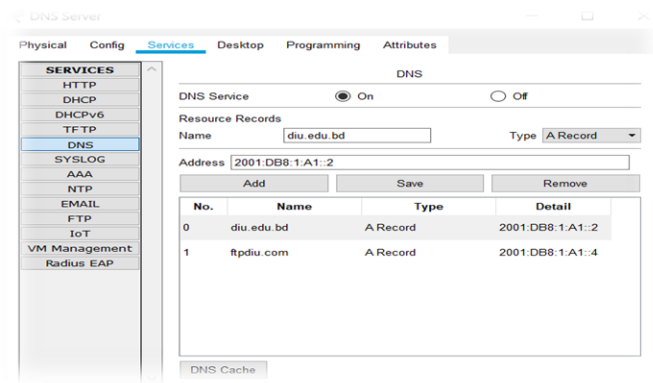 DNS Server
Physical Config Services Desktop Programming Attributes
SERVICES
HTTP
DHCP
DHCPv6
TFTP
DNS
SYSLOG
AAA
NTP
EMAIL
FTP
IoT
VM Management
Radius EAP
DNS
DNS Service On Off
Resource Records
Name diu.edu.bd Type A Record
Address 2001:DB8:1:A1::2
Add Save Remove
No. Name Type Detail
0 diu.edu.bd A Record 2001:DB8:1:A1::2
1 ftpdiu.com A Record 2001:DB8:1:A1::4
DNS Cache